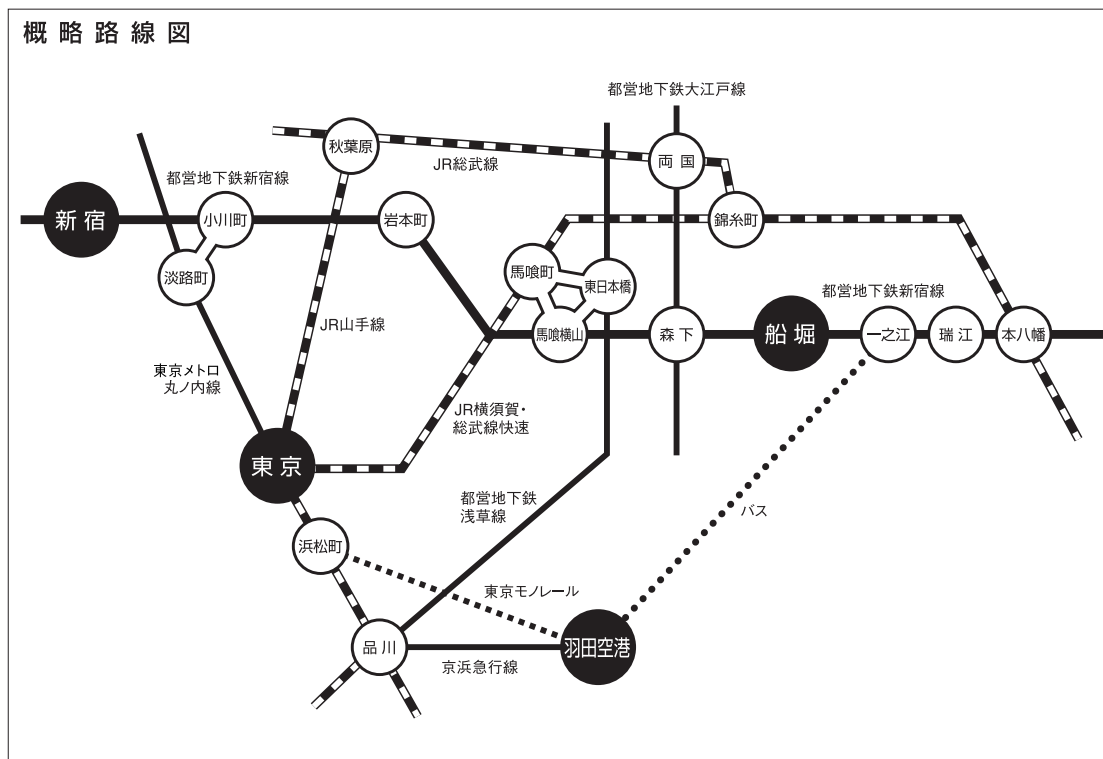 概略路線図
都営地下鉄大江戸線
秋葉原
JR総武線
両国
都営地下鉄新宿線
新宿
小川町
岩本町
錦糸町
淡路町
馬喰町
東日本橋
都営地下鉄新宿線
JR山手線
馬喰横山
森下
船堀
一之江
瑞江
本八幡
東京メトロ
丸ノ内線
JR横須賀・
総武線快速
東京
都営地下鉄
浅草線
バス
浜松町
東京モノレール
品川
羽田空港
京浜急行線